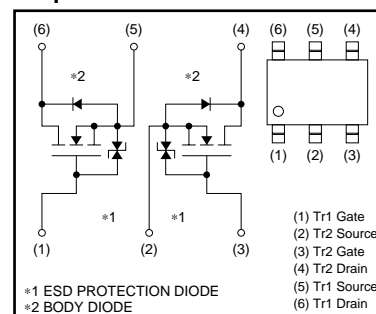 (6) (5) (4) (6) (5) (4)
∗2 ∗2
(1) (2) (3)
∗1 ∗1
(1) (2) (3)
(1) Tr1 Gate
(2) Tr2 Source
(3) Tr2 Gate
(4) Tr2 Drain
(5) Tr1 Source
(6) Tr1 Drain
∗1 ESD PROTECTION DIODE
∗2 BODY DIODE